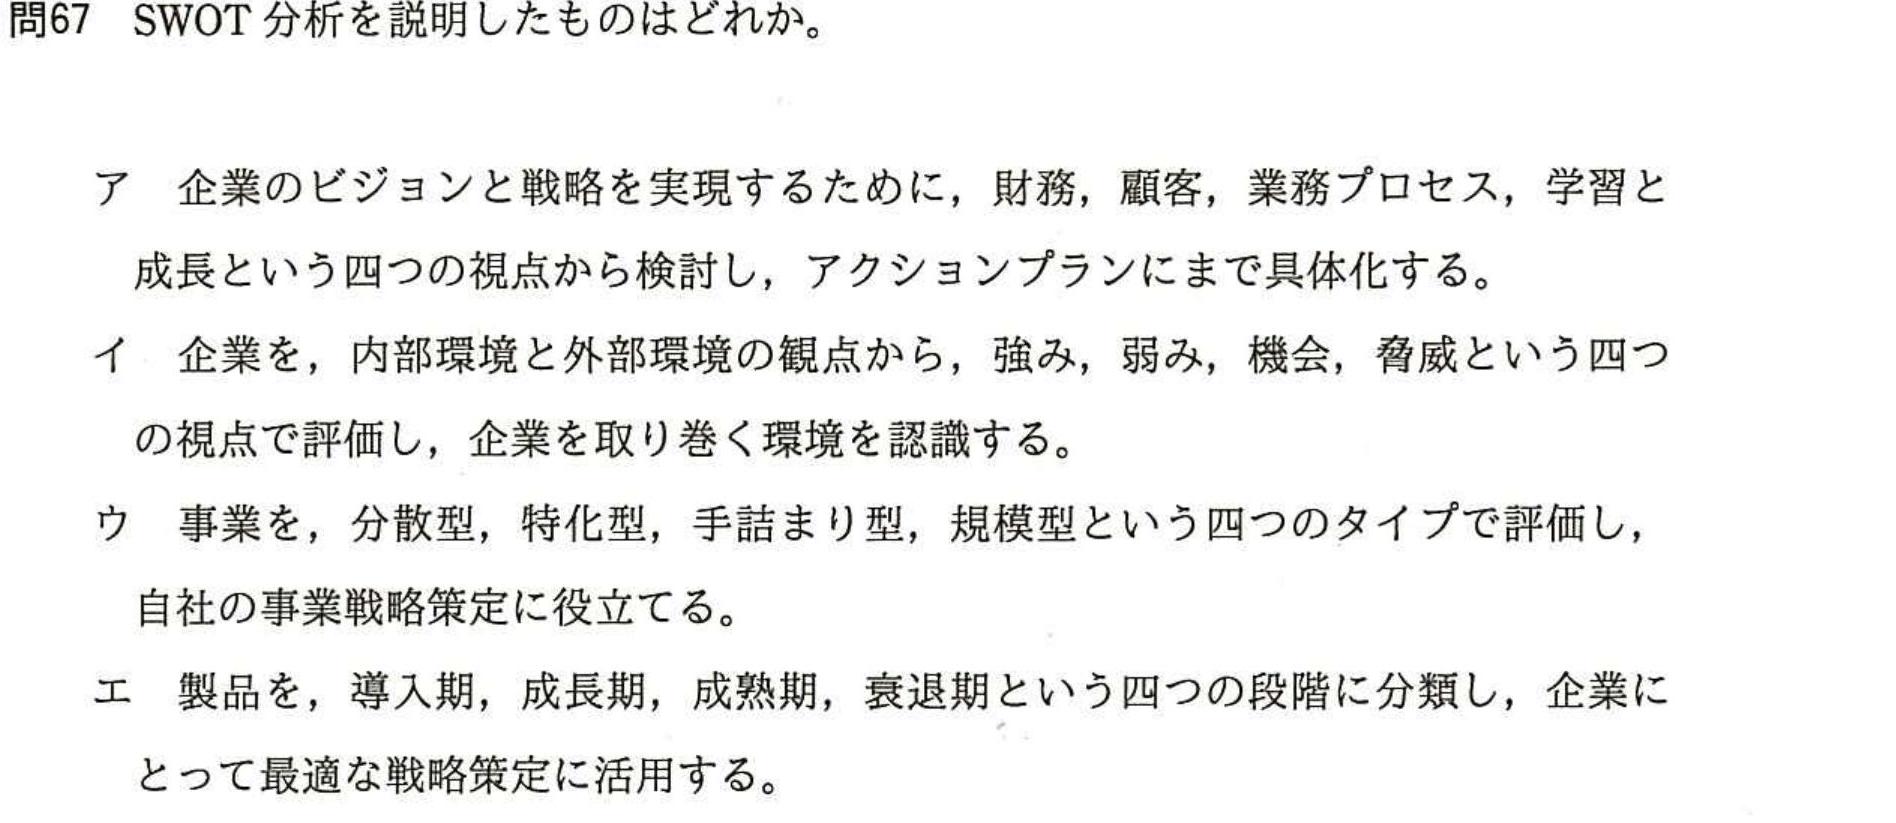 問67 SWOT 分析を説明したものはどれか。
ア 企業のビジョンと戦略を実現するために，財務，顧客，業務プロセス，学習と
成長という四つの視点から検討し，アクションプランにまで具体化する。
イ 企業を，内部環境と外部環境の観点から，強み，弱み，機会，脅威という四つ
の視点で評価し，企業を取り巻く環境を認識する。
ウ 事業を，分散型，特化型，手詰まり型，規模型という四つのタイプで評価し，
自社の事業戦略策定に役立てる。
エ 製品を，導入期，成長期，成熟期，衰退期という四つの段階に分類し，企業に
とって最適な戦略策定に活用する。